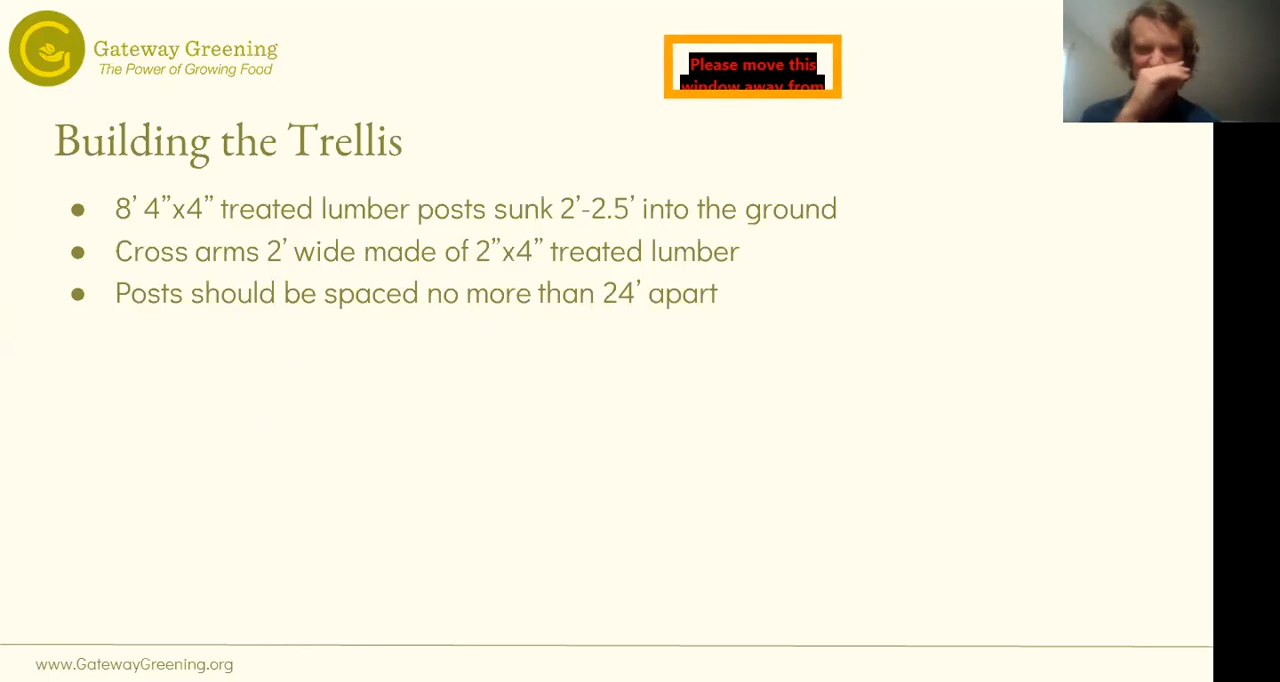 Gateway Greening
The Power of Growing Food
Please move this
window away from
Building the Trellis
● 8’ 4”x4” treated lumber posts sunk 2’-2.5’ into the ground
● Cross arms 2’ wide made of 2”x4” treated lumber
● Posts should be spaced no more than 24’ apart
www.GatewayGreening.org